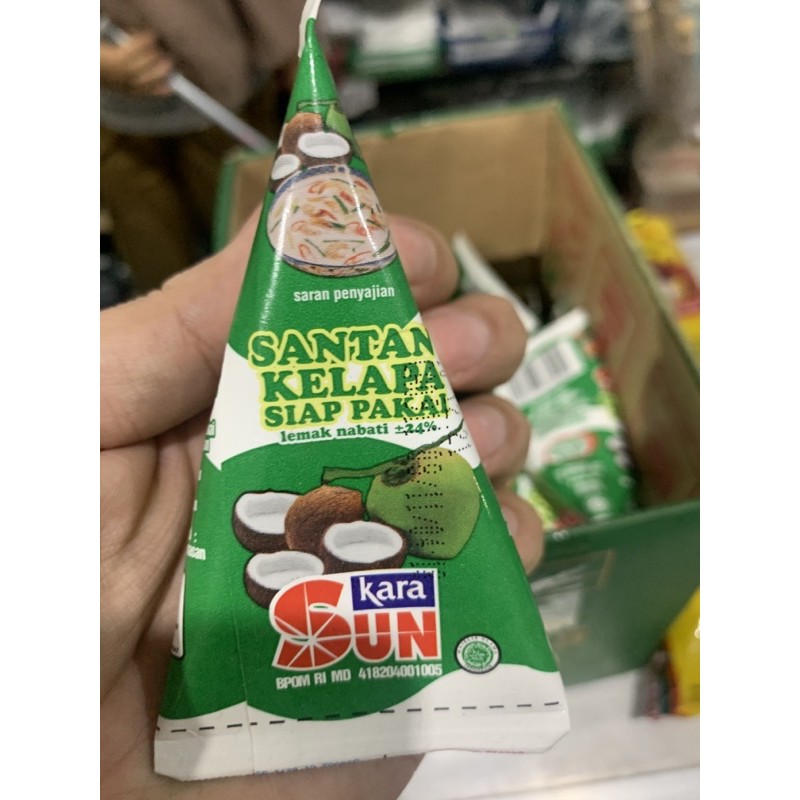 saran penyajian
SANTAN
KELAPA
SIAP PAKAI
lemak nabati ±24%
kara
SUN
BPOM RI MD 418204001005